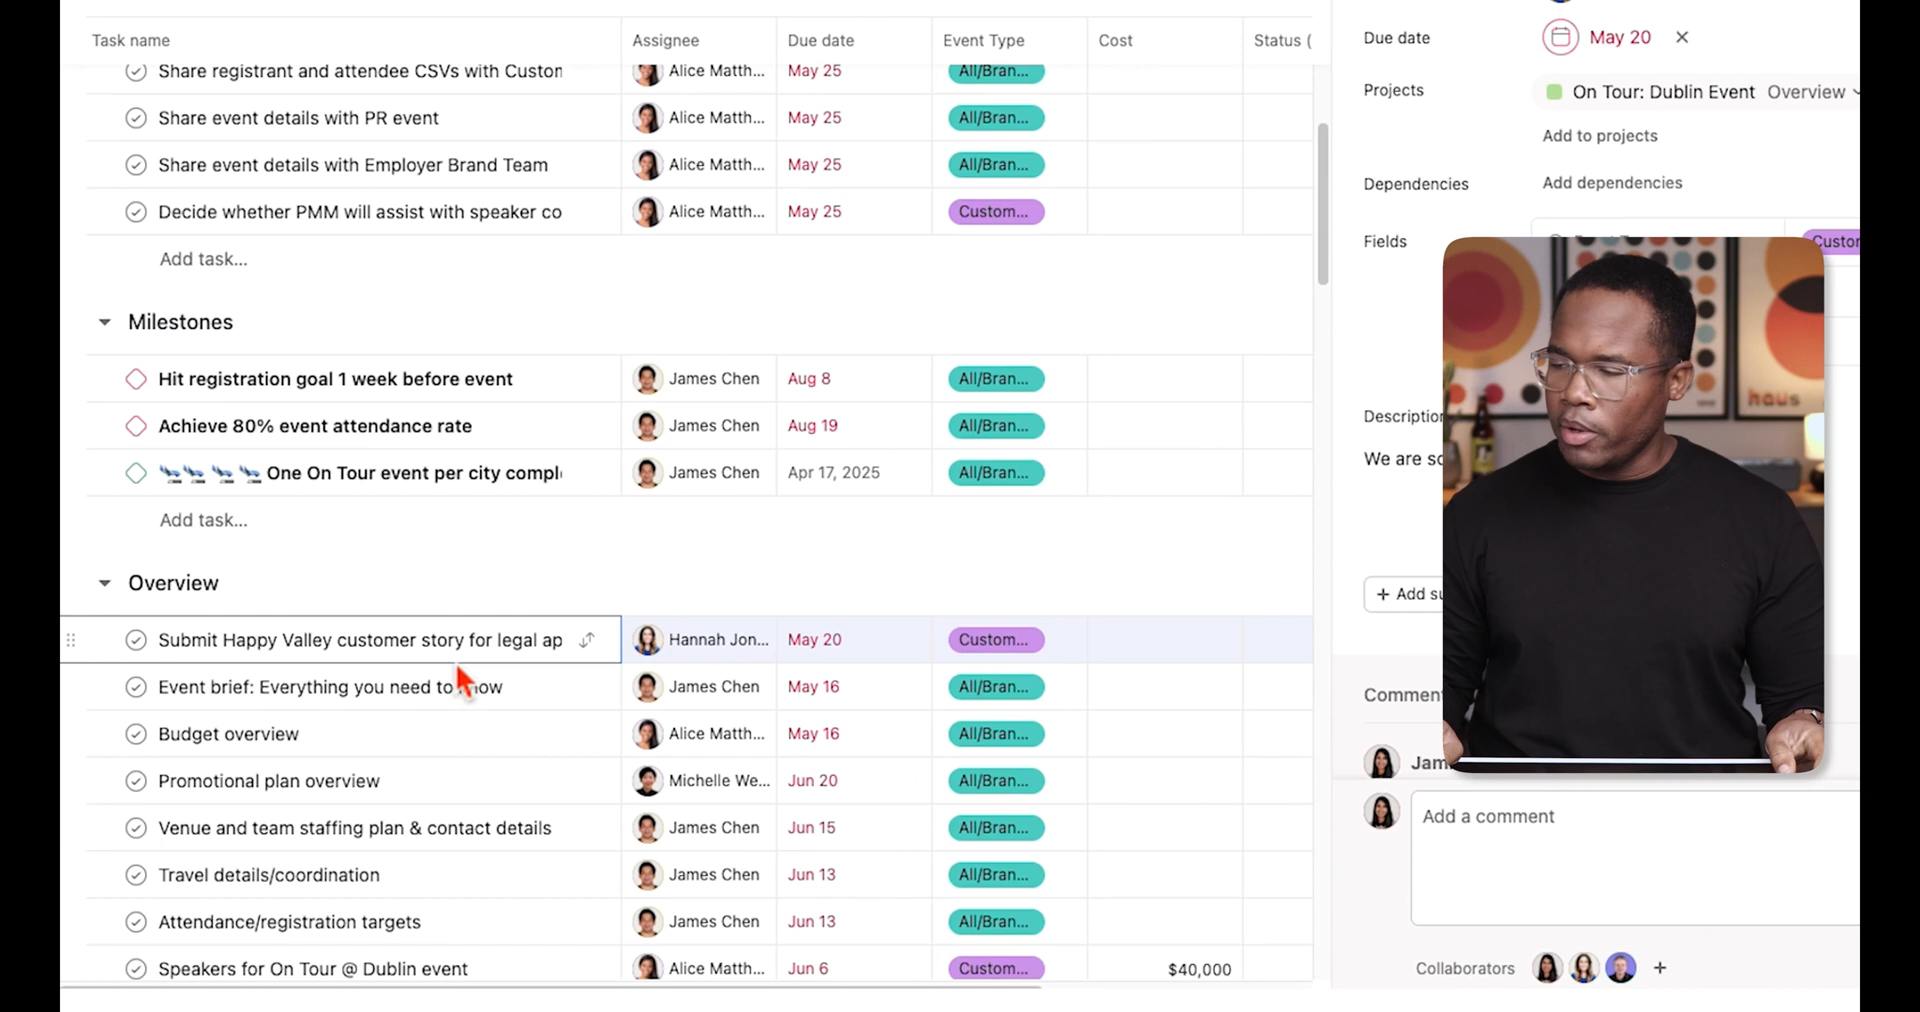 Task name Assignee Due date Event Type Cost Status (
Share registrant and attendee CSVs with Custon Alice Matth... May 25 All/Bran...
Share event details with PR event Alice Matth... May 25 All/Bran...
Share event details with Employer Brand Team Alice Matth... May 25 All/Bran...
Decide whether PMM will assist with speaker co Alice Matth... May 25 Custom...
Add task...
Milestones
Hit registration goal 1 week before event James Chen Aug 8 All/Bran...
Achieve 80% event attendance rate James Chen Aug 19 All/Bran...
One On Tour event per city compl James Chen Apr 17, 2025 All/Bran...
Add task...
Overview
Submit Happy Valley customer story for legal ap Hannah Jon... May 20 Custom...
Event brief: Everything you need to know James Chen May 16 All/Bran...
Budget overview Alice Matth... May 16 All/Bran...
Promotional plan overview Michelle We... Jun 20 All/Bran...
Venue and team staffing plan & contact details James Chen Jun 15 All/Bran...
Travel details/coordination James Chen Jun 13 All/Bran...
Attendance/registration targets James Chen Jun 13 All/Bran...
Speakers for On Tour @ Dublin event Alice Matth... Jun 6 Custom... $40,000
Due date May 20
Projects On Tour: Dublin Event Overview
Add to projects
Dependencies Add dependencies
Fields Custor
haus
Description
We are so
+ Add su
Comment
Jam
Add a comment
Collaborators